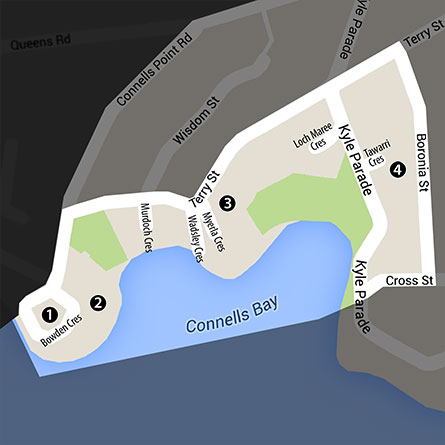 Queens Rd
Connells Point Rd
Kyle Parade
Terry St
Wisdom St
Loch Maree
Cres
Kyle Parade
Tawarri
Cres
4
Boronia St
Terry St
3
Murdoch Cres
Wadsley Cres
Myerla Cres
Kyle Parade
Cross St
1
2
Bowden Cres
Connells Bay